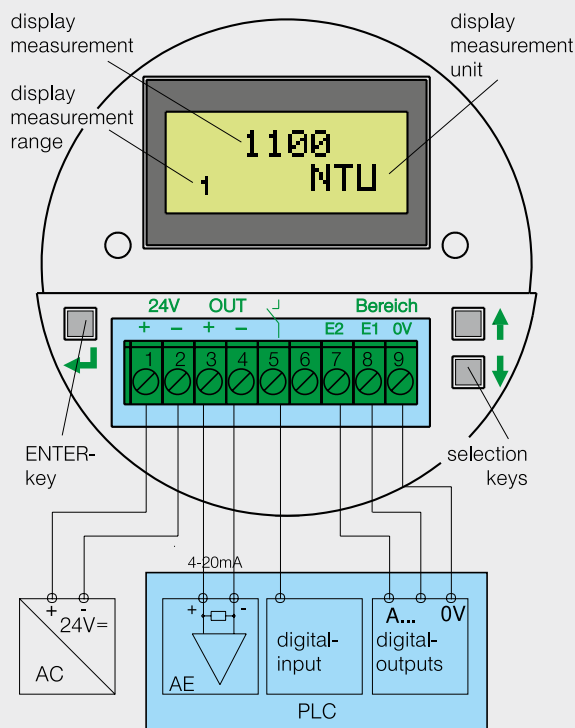 display
measurement
display
measurement
unit
display
measurement
range
1100
1 NTU
24V OUT Bereich
+ − + − E2 E1 0V
1 2 3 4 5 6 7 8 9
ENTER-
key
selection
keys
4-20mA
+ -
24V=
AC
+ -
AE
digital-
input
A... 0V
digital-
outputs
PLC